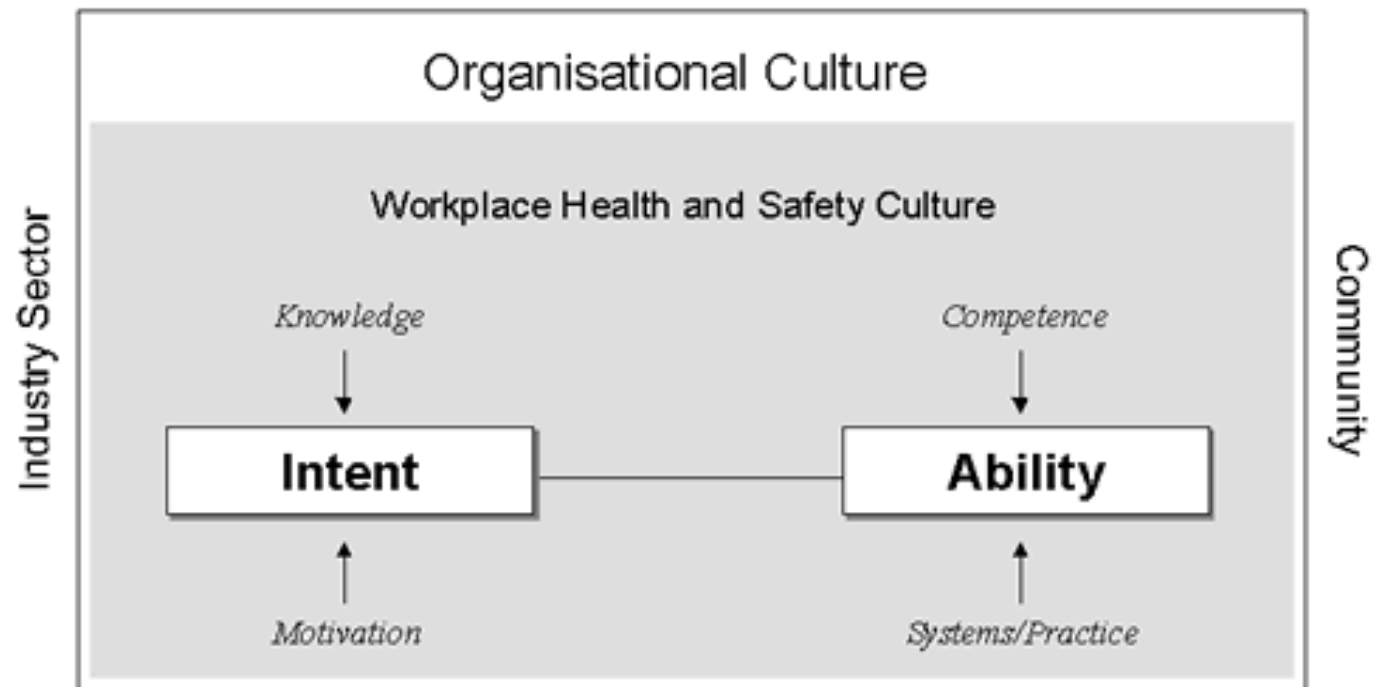 Organisational Culture
Workplace Health and Safety Culture
Industry Sector
Community
Knowledge
Competence
Intent
Ability
Motivation
Systems/Practice